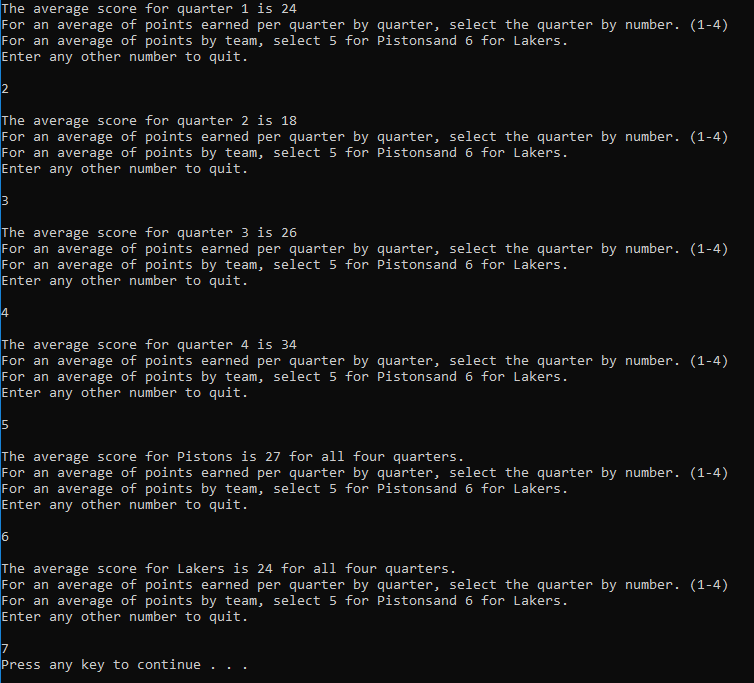 The average score for quarter 1 is 24
For an average of points earned per quarter by quarter, select the quarter by number. (1-4)
For an average of points by team, select 5 for Pistonsand 6 for Lakers.
Enter any other number to quit.
2
The average score for quarter 2 is 18
For an average of points earned per quarter by quarter, select the quarter by number. (1-4)
For an average of points by team, select 5 for Pistonsand 6 for Lakers.
Enter any other number to quit.
3
The average score for quarter 3 is 26
For an average of points earned per quarter by quarter, select the quarter by number. (1-4)
For an average of points by team, select 5 for Pistonsand 6 for Lakers.
Enter any other number to quit.
4
The average score for quarter 4 is 34
For an average of points earned per quarter by quarter, select the quarter by number. (1-4)
For an average of points by team, select 5 for Pistonsand 6 for Lakers.
Enter any other number to quit.
5
The average score for Pistons is 27 for all four quarters.
For an average of points earned per quarter by quarter, select the quarter by number. (1-4)
For an average of points by team, select 5 for Pistonsand 6 for Lakers.
Enter any other number to quit.
6
The average score for Lakers is 24 for all four quarters.
For an average of points earned per quarter by quarter, select the quarter by number. (1-4)
For an average of points by team, select 5 for Pistonsand 6 for Lakers.
Enter any other number to quit.
7
Press any key to continue . . .